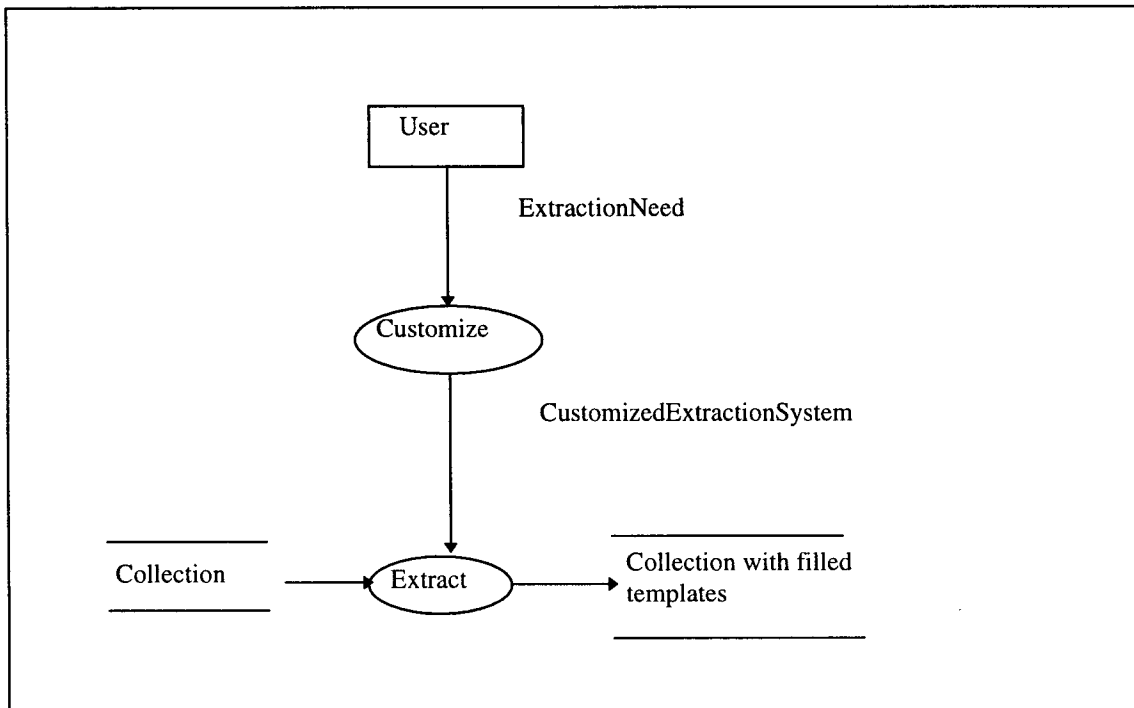 User
ExtractionNeed
Customize
CustomizedExtractionSystem
Collection
Extract
Collection with filled
templates